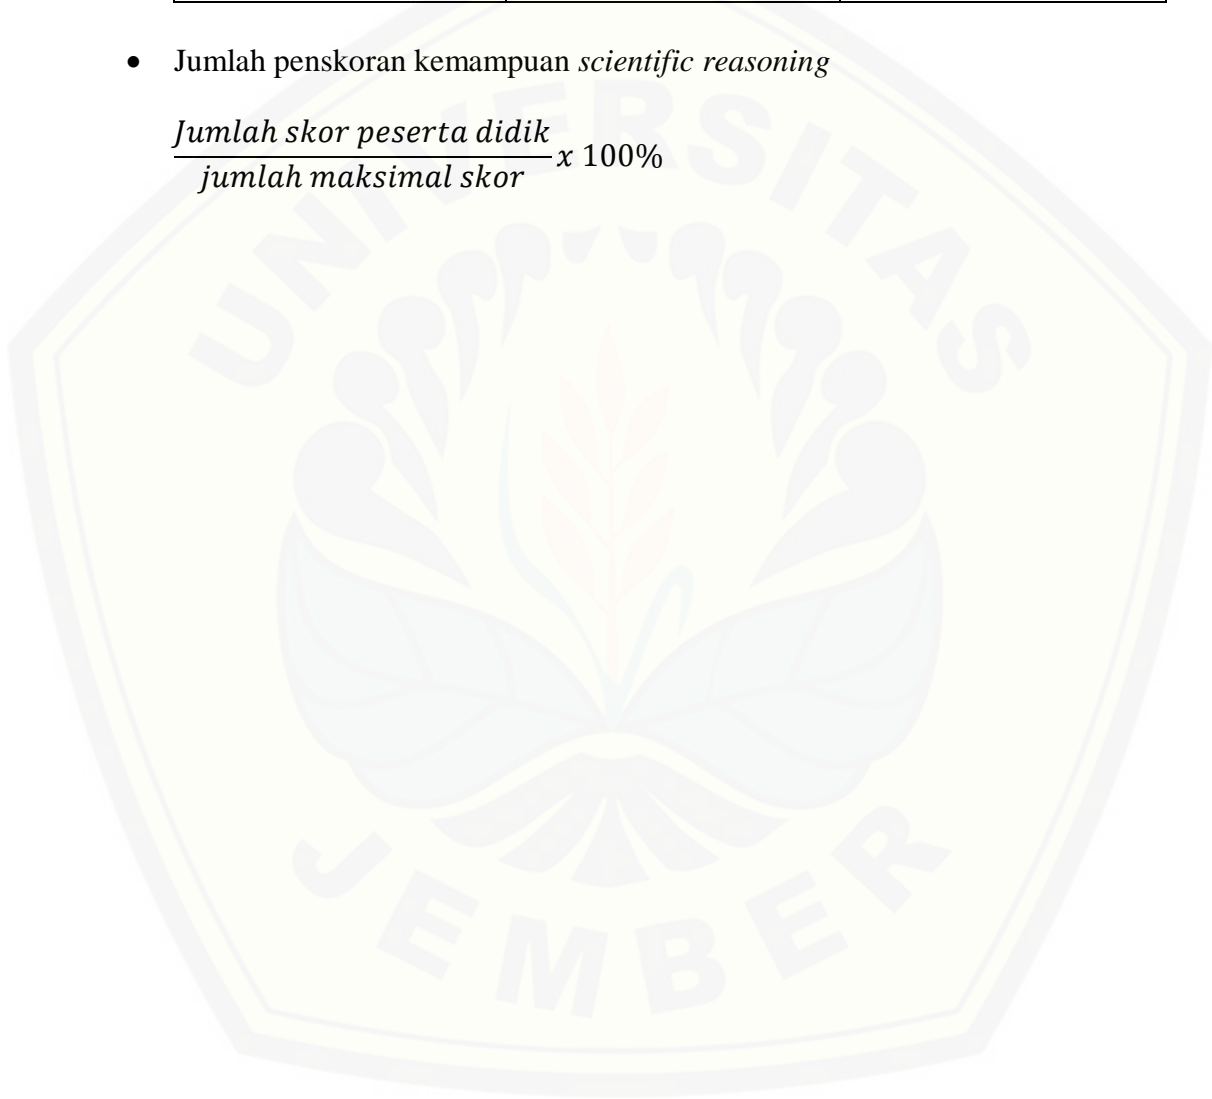 • Jumlah penskoran kemampuan scientific reasoning
Jumlah skor peserta didik
jumlah maksimal skor
x 100%
UNIVERSITAS
JEMBER